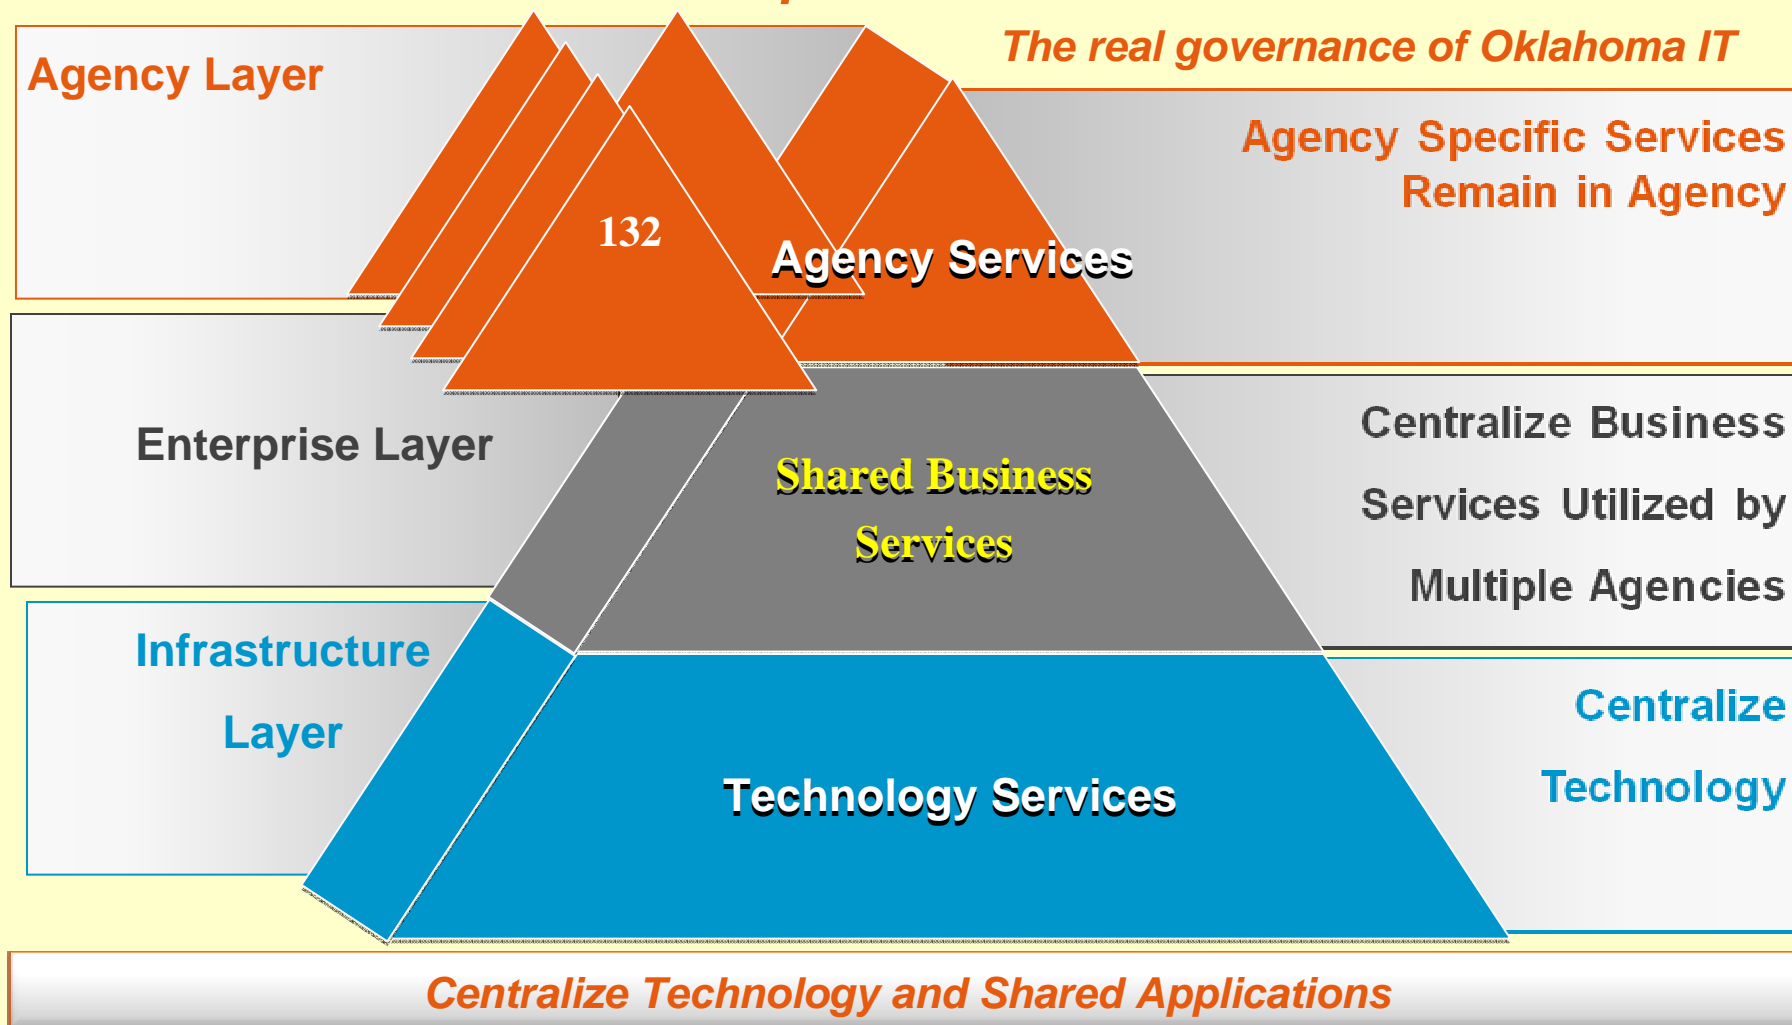 The real governance of Oklahoma IT
Agency Layer
Agency Specific Services
Remain in Agency
132
Agency Services
Enterprise Layer
Shared Business
Services
Centralize Business
Services Utilized by
Multiple Agencies
Infrastructure
Layer
Technology Services
Centralize
Technology
Centralize Technology and Shared Applications